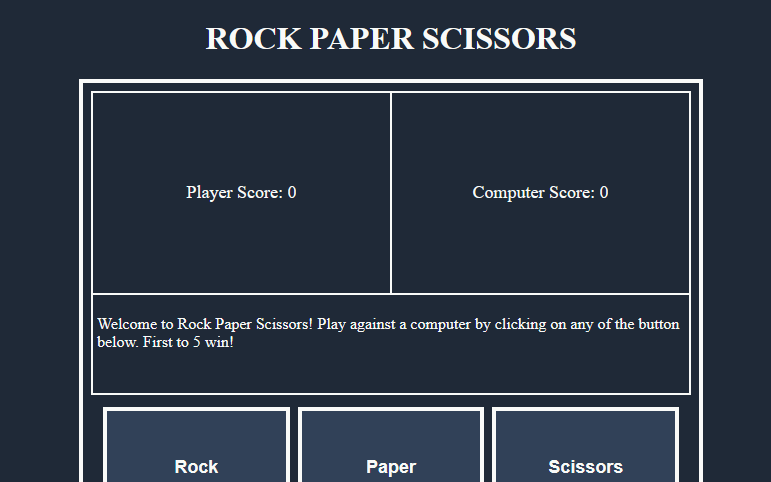 ROCK PAPER SCISSORS
Player Score: 0
Computer Score: 0
Welcome to Rock Paper Scissors! Play against a computer by clicking on any of the button
below. First to 5 win!
Rock
Paper
Scissors